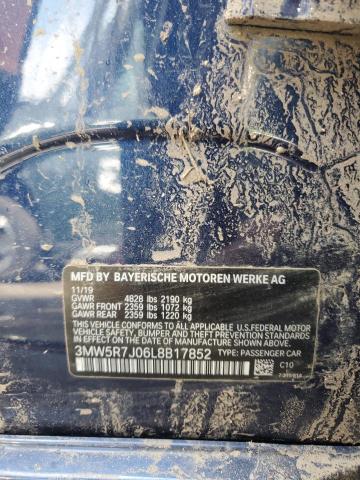 MFD BY BAYERISCHE MOTOREN WERKE AG
11/19
GVWR 4828 lbs 2190 kg
GAWR FRONT 2359 lbs 1072 kg
GAWR REAR 2359 lbs 1220 kg
THIS VEHICLE CONFORMS TO ALL APPLICABLE U.S. FEDERAL MOTOR
VEHICLE SAFETY, BUMPER, AND THEFT PREVENTION STANDARDS
IN EFFECT ON THE DATE OF MANUFACTURE SHOWN ABOVE.
3MW5R7J06L8B17852 TYPE: PASSENGER CAR
C10